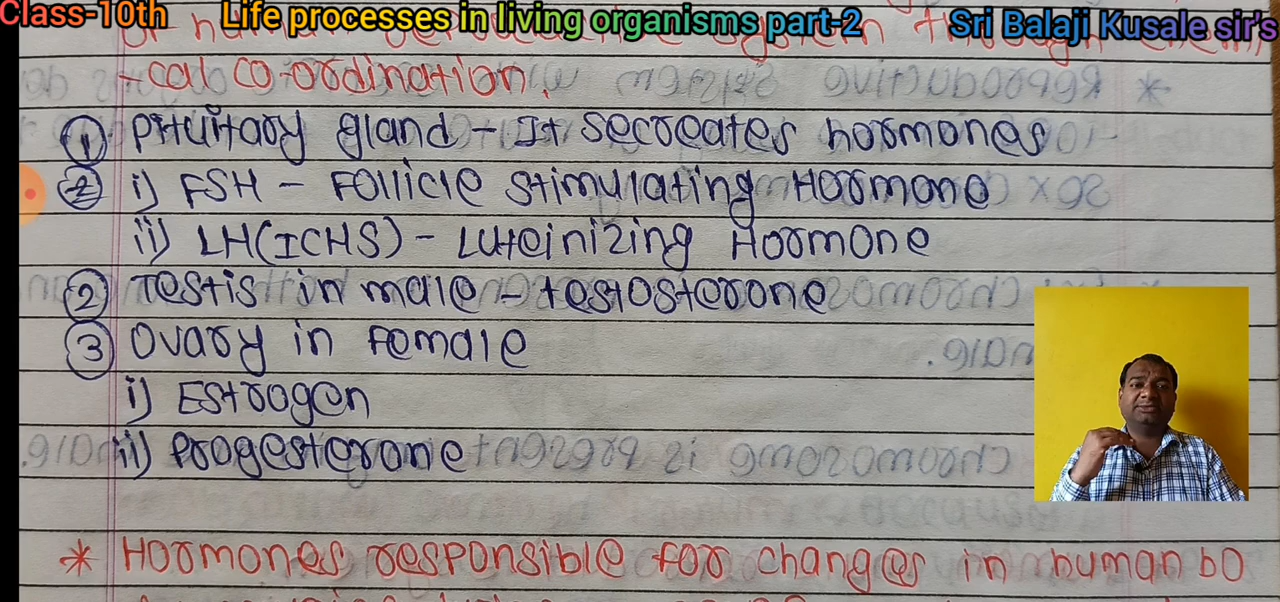 Class-10th Life processes in living organisms part-2 Sri Balaji Kusale sir's
-cal co-ordination.
① Pituitary gland - It secreates hormones
② i) FSH - Follicle Stimulating Hormone
ii) LH(ICHS) - Luteinizing Hormone
② Testis in male - testosterone
③ Ovary in Female
i) Estrogen
ii) Progesterone
* Hormones responsible for changes in human bo